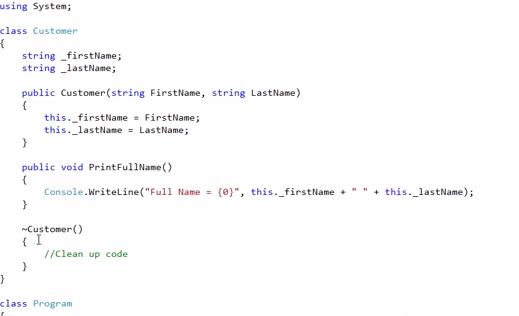 using System;
class Customer
{
string _firstName;
string _lastName;
public Customer(string FirstName, string LastName)
{
this._firstName = FirstName;
this._lastName = LastName;
}
public void PrintFullName()
{
Console.WriteLine("Full Name = {0}", this._firstName + " " + this._lastName);
}
~Customer()
{
//Clean up code
}
}
class Program
{